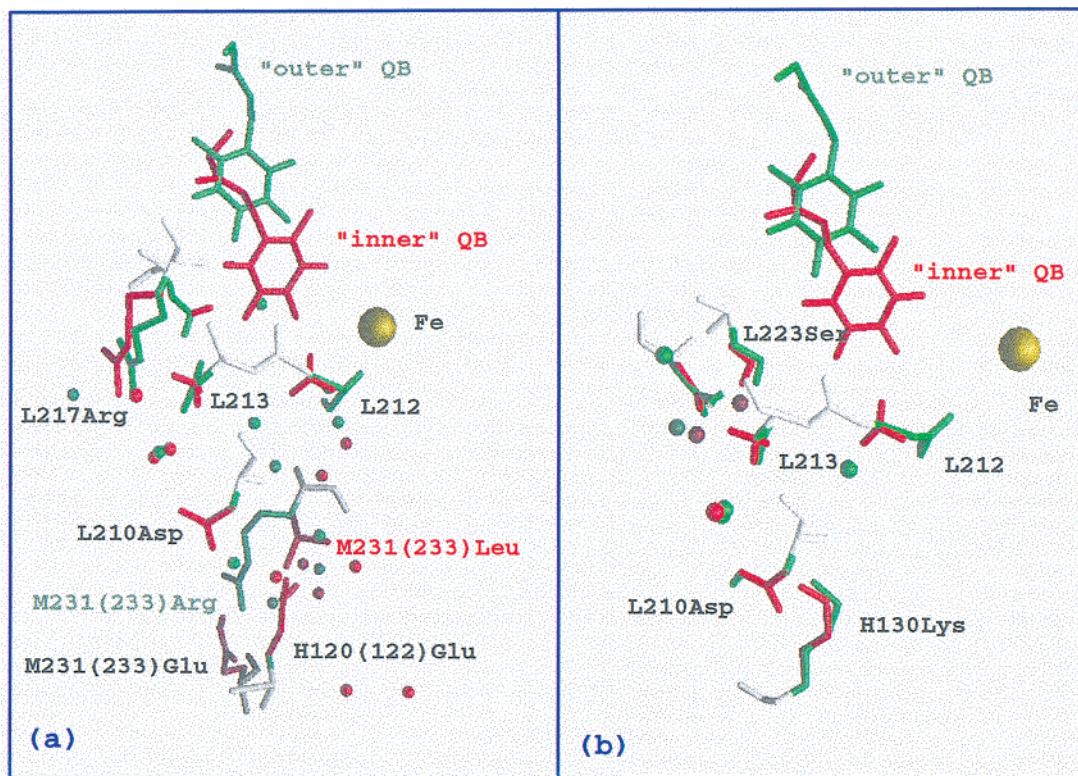 "outer" QB
"inner" QB
Fe
L217Arg
L213
L212
L210Asp
M231(233)Leu
M231(233)Arg
M231(233)Glu
H120(122)Glu
(a)
"outer" QB
"inner" QB
L223Ser
Fe
L213
L212
L210Asp
H130Lys
(b)